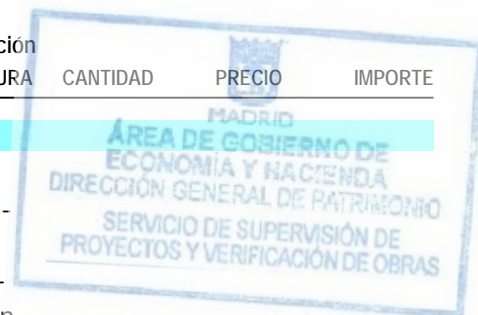 ción
URA CANTIDAD PRECIO IMPORTE
MADRID
ÁREA DE GOBIERNO DE
ECONOMÍA Y HACIENDA
DIRECCIÓN GENERAL DE PATRIMONIO
-
SERVICIO DE SUPERVISIÓN DE
PROYECTOS Y VERIFICACIÓN DE OBRAS
-